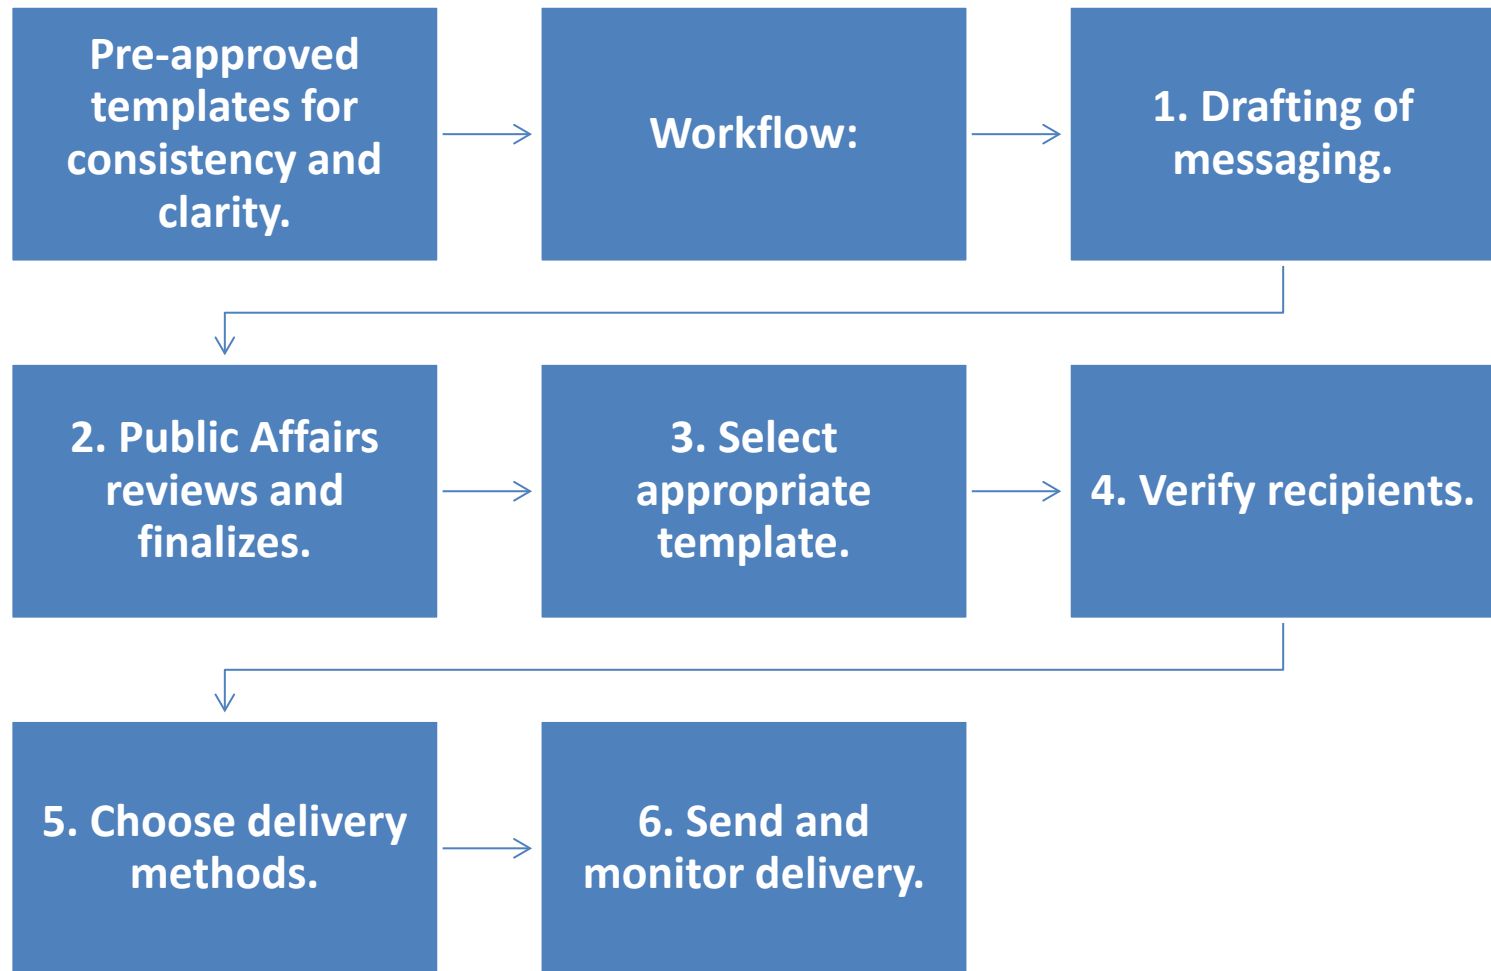 Pre-approved
templates for
consistency and
clarity.
Workflow:
1. Drafting of
messaging.
2. Public Affairs
reviews and
finalizes.
3. Select
appropriate
template.
4. Verify recipients.
5. Choose delivery
methods.
6. Send and
monitor delivery.